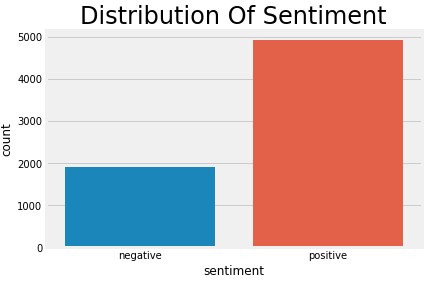 Distribution Of Sentiment
5000
4000
3000
2000
1000
0
count
negative positive
sentiment